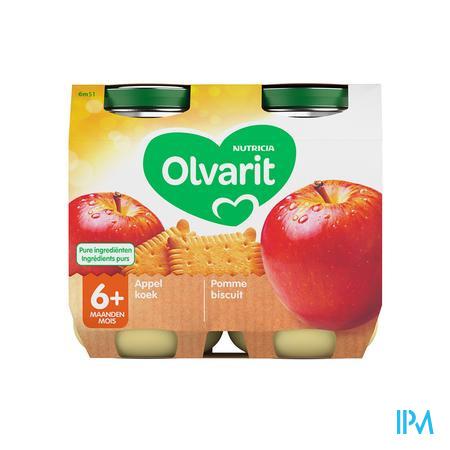 6m51
NUTRICIA
Olvarit
Pure ingrediënten
Ingrédients purs
6+
MAANDEN
MOIS
Appel
koek
Pomme
biscuit
IPM